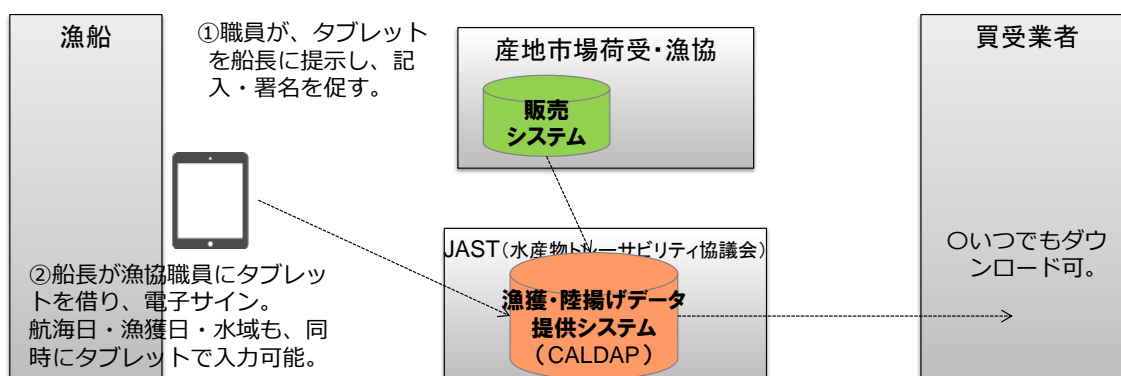 漁船
①職員が、タブレット
を船長に提示し、記
入・署名を促す。
産地市場荷受・漁協
販売
システム
買受業者
②船長が漁協職員にタブレッ
トを借り、電子サイン。
航海日・漁獲日・水域も、同
時にタブレットで入力可能。
JAST(水産物トレーサビリティ協議会)
漁獲・陸揚げデータ
提供システム
(CALDAP)
〇いつでもダウ
ンロード可。